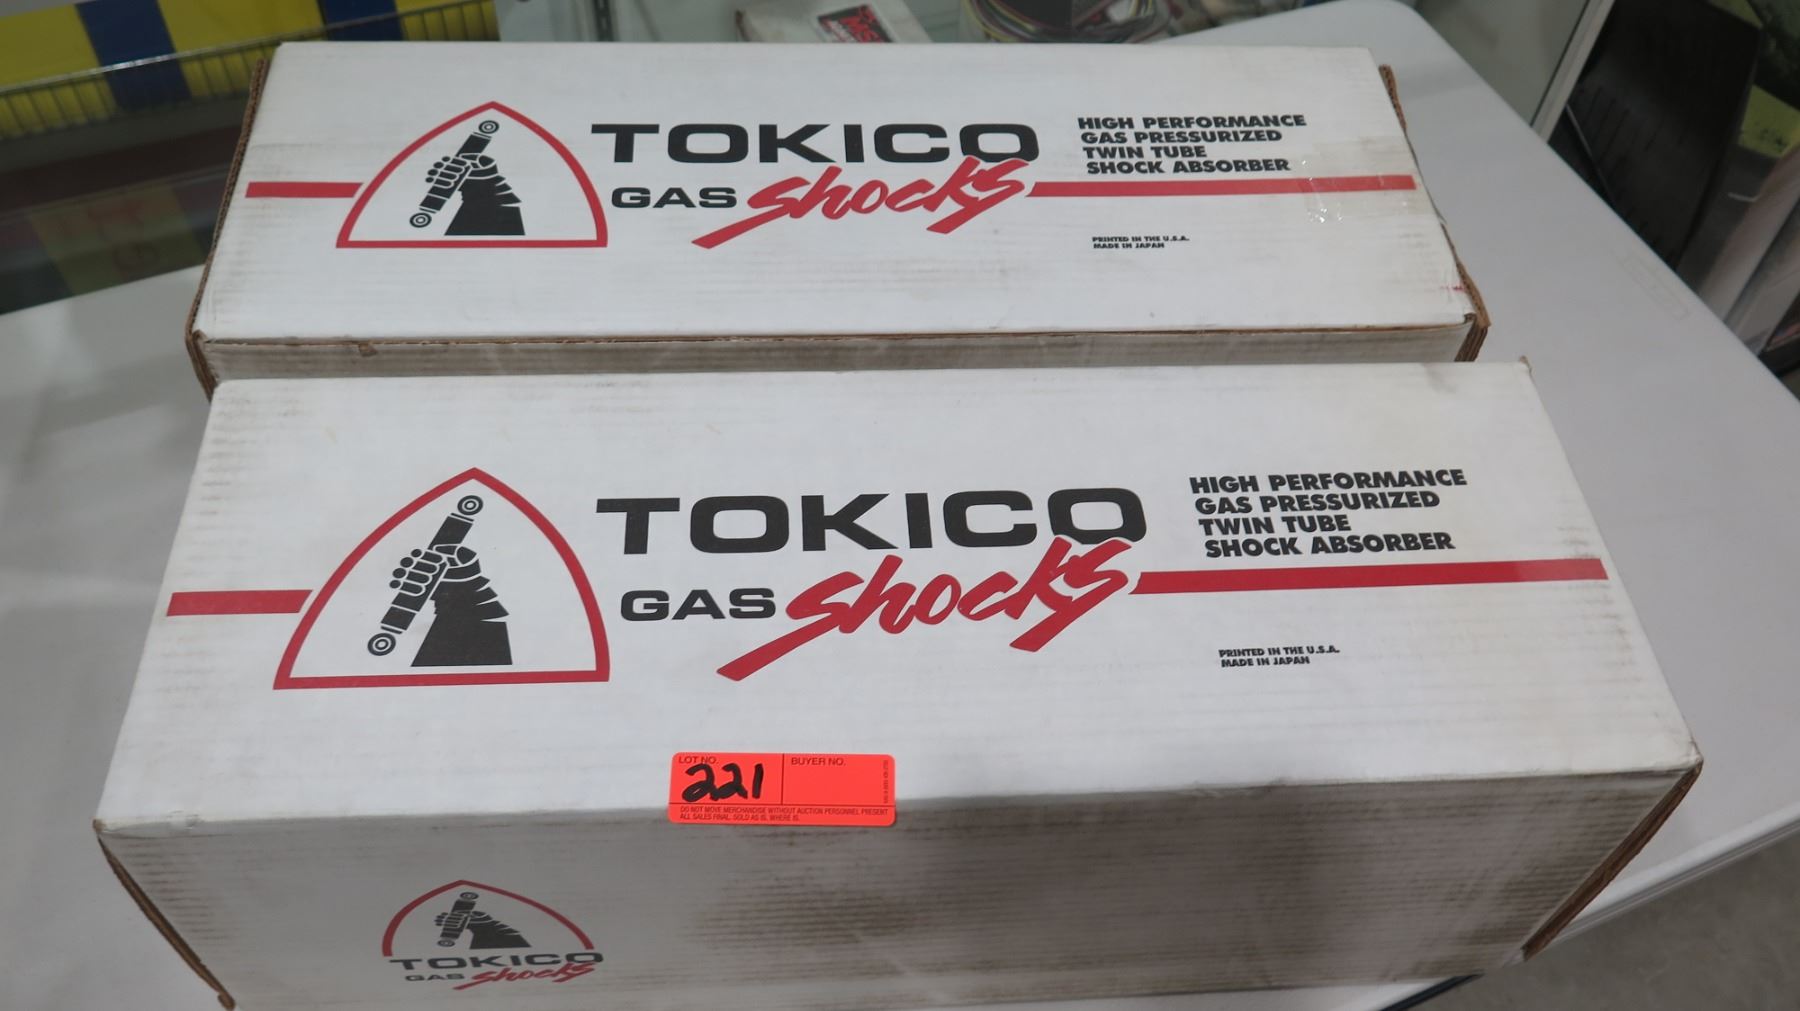 MS
TOKICO
GAS shocks
HIGH PERFORMANCE
GAS PRESSURIZED
TWIN TUBE
SHOCK ABSORBER
PRINTED IN THE U.S.A.
MADE IN JAPAN
TOKICO
GAS shocks
HIGH PERFORMANCE
GAS PRESSURIZED
TWIN TUBE
SHOCK ABSORBER
PRINTED IN THE U.S.A.
MADE IN JAPAN
LOT NO.
221
BUYER NO.
DO NOT MOVE MERCHANDISE WITHOUT AUCTION PERSONNEL PRESENT
ALL SALES FINAL. SOLD AS IS, WHERE IS.
TOKICO
GAS shocks